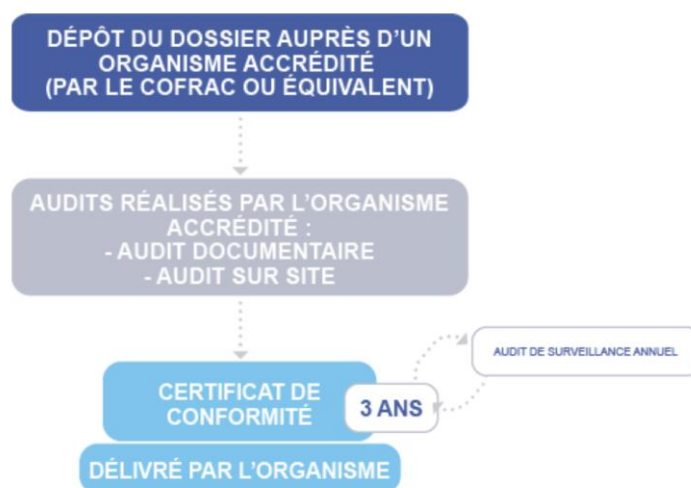 DÉPÔT DU DOSSIER AUPRÈS D'UN
ORGANISME ACCRÉDITÉ
(PAR LE COFRAC OU ÉQUIVALENT)
AUDITS RÉALISÉS PAR L'ORGANISME
ACCRÉDITÉ :
- AUDIT DOCUMENTAIRE
- AUDIT SUR SITE
AUDIT DE SURVEILLANCE ANNUEL
CERTIFICAT DE
CONFORMITÉ
3 ANS
DÉLIVRÉ PAR L'ORGANISME